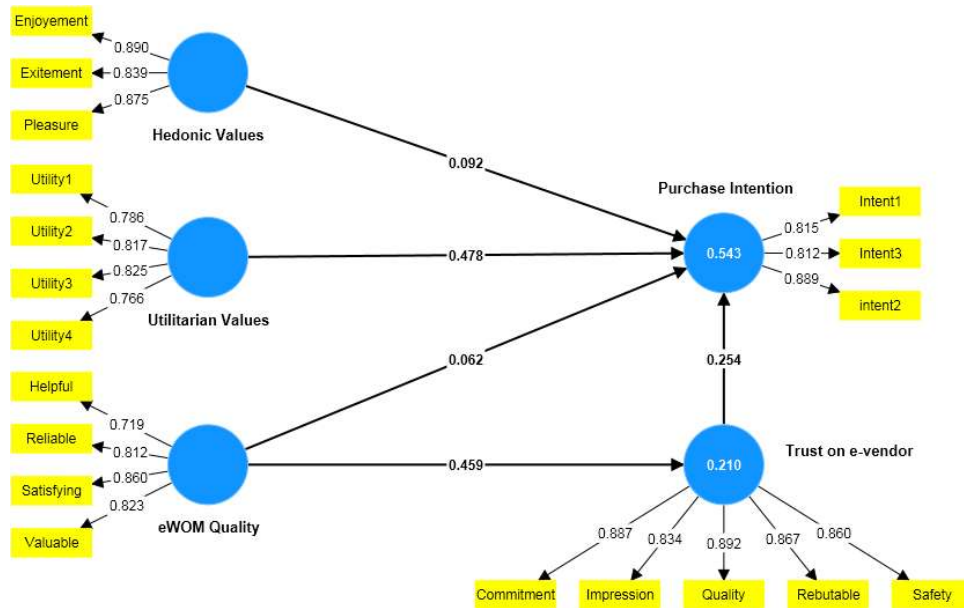 Enjoyement
0.890
Exitement
0.839
0.875
Pleasure
Hedonic Values
0.092
Purchase Intention
Utility1
0.786
Utility2
0.817
Utility3
0.825
0.766
Utility4
Utilitarian Values
0.478
0.543
0.815
Intent1
0.812
Intent3
0.889
intent2
0.062
0.254
Helpful
0.719
Reliable
0.812
Satisfying
0.860
0.823
Valuable
eWOM Quality
0.459
0.210
Trust on e-vendor
0.887
0.834
0.892
0.867
0.860
Commitment
Impression
Quality
Rebutable
Safety